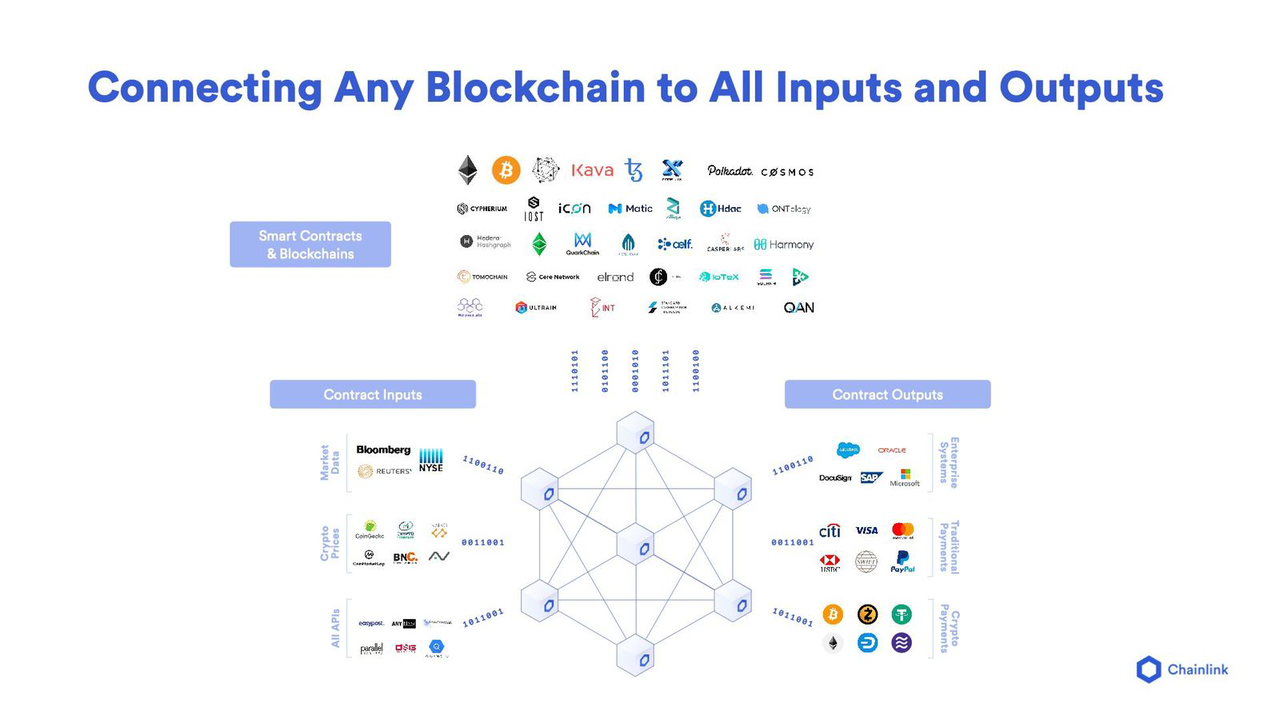 Connecting Any Blockchain to All Inputs and Outputs
Kava
Polkadot.
COSMOS
CYPHERIUM
IOST
icon
Matic
Hdac
ONTology
Smart Contracts
& Blockchains
Hedera
Hashgraph
QuarkChain
aelf.
CASPERLABS
Harmony
TOMOCHAIN
Cere Network
elrond
IoTeX
SOLANA
ULTRAIN
INT
ALKEMI
QAN
1110101
0101100
0001010
1011101
1100100
Contract Inputs
Contract Outputs
Market
Data
Bloomberg
REUTERS
NYSE
1100110
1100110
ORACLE
DocuSign
SAP
Microsoft
Enterprise
Systems
Crypto
Prices
CoinGecko
CoinMarketCap
BNC.
0011001
0011001
citi
VISA
HSBC
SWIFT
PayPal
Traditional
Payments
All APIs
easypost.
parallel
DSG
1011001
1011001
Crypto
Payments
Chainlink